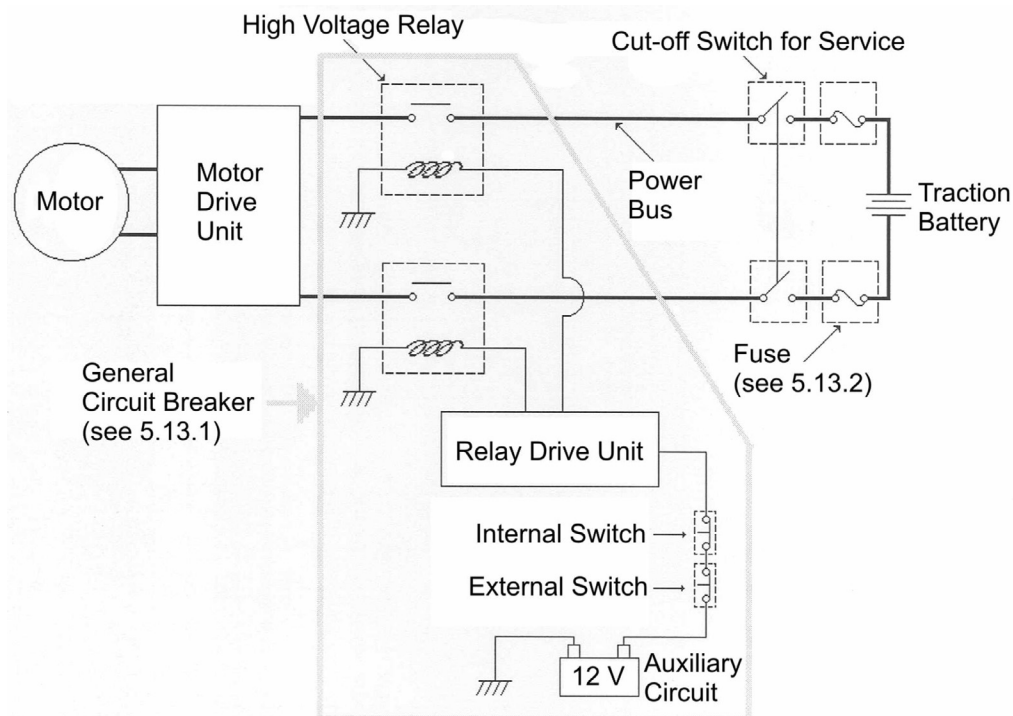 High Voltage Relay
Cut-off Switch for Service
Motor
Motor
Drive
Unit
Power
Bus
Traction
Battery
General
Circuit Breaker
(see 5.13.1)
Fuse
(see 5.13.2)
Relay Drive Unit
Internal Switch
External Switch
12 V
Auxiliary
Circuit